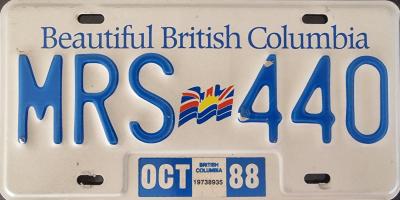 Beautiful British Columbia
MRS 440
OCT BRITISH COLUMBIA 88
19738935